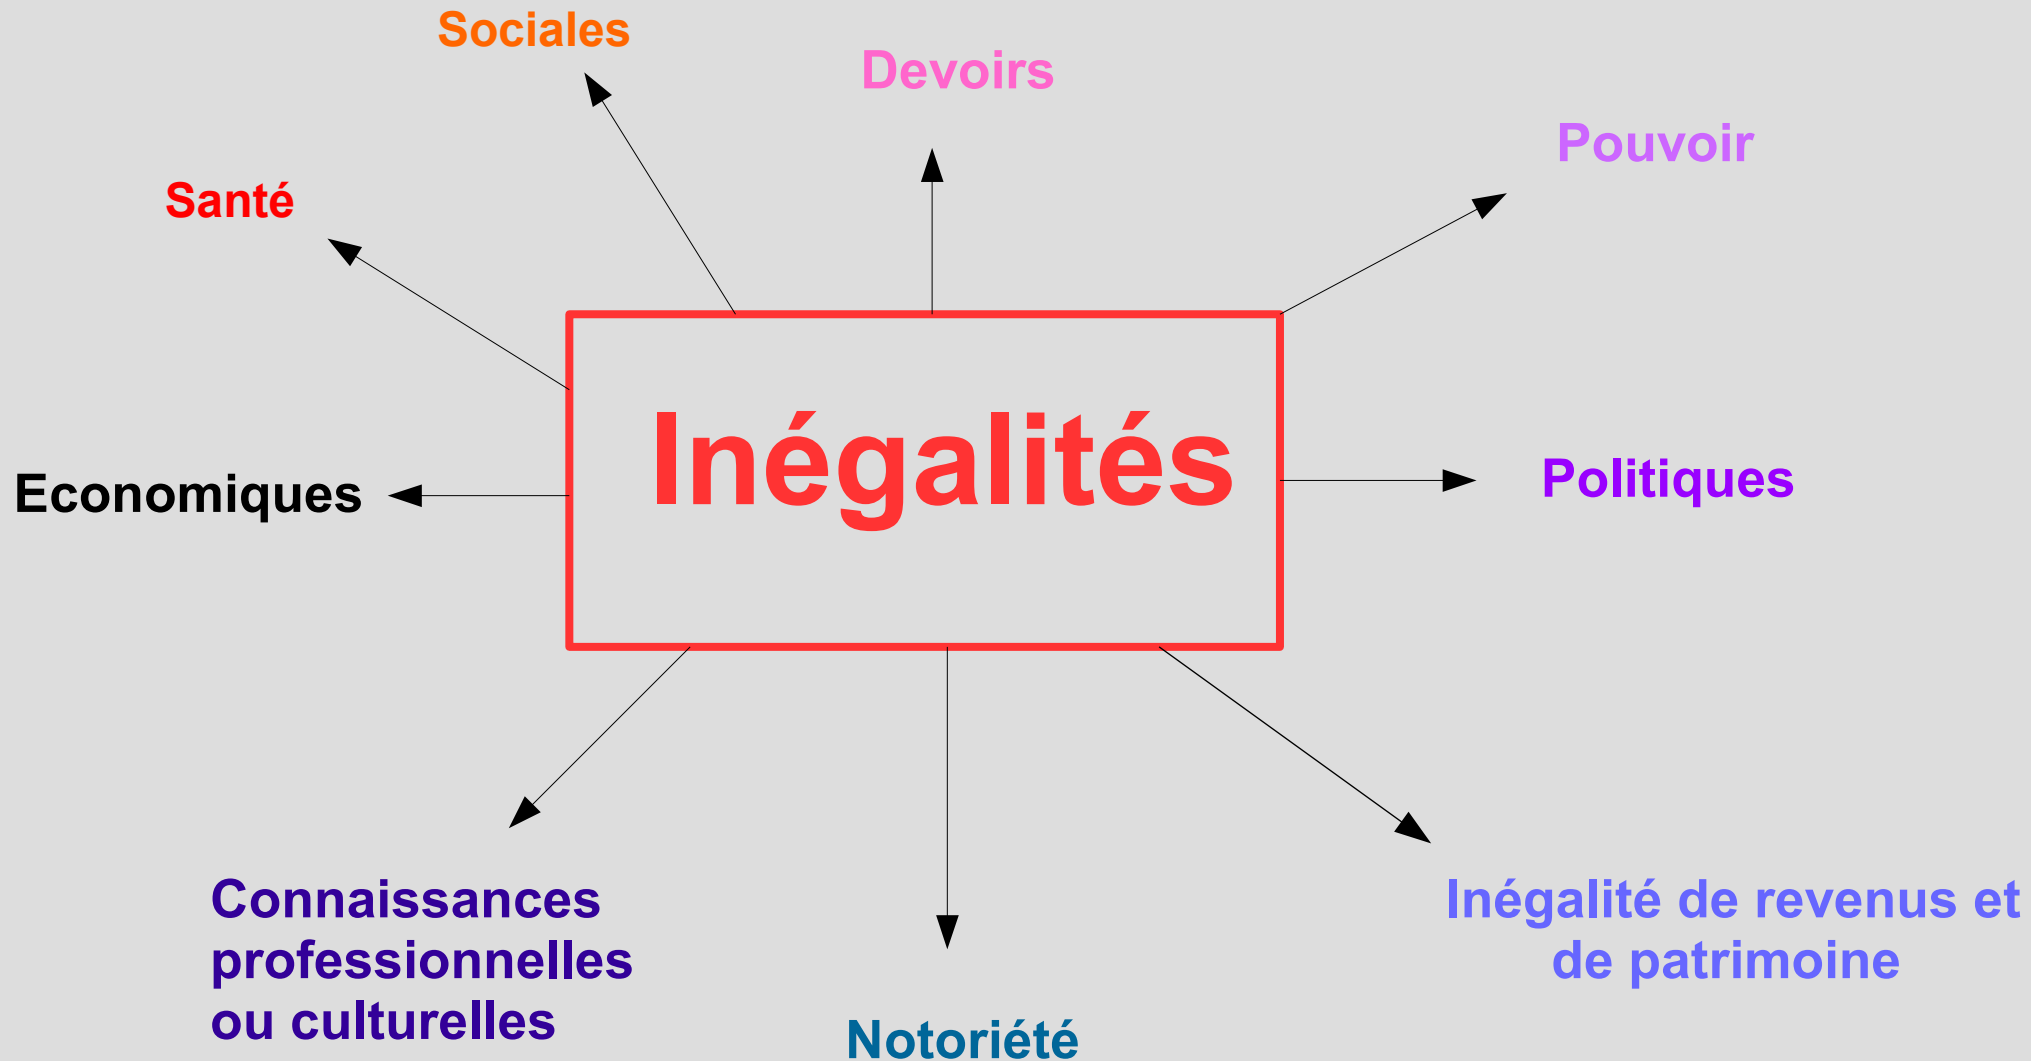 Sociales
Devoirs
Pouvoir
Santé
Inégalités
Economiques
Politiques
Connaissances
professionnelles
ou culturelles
Inégalité de revenus et
de patrimoine
Notoriété